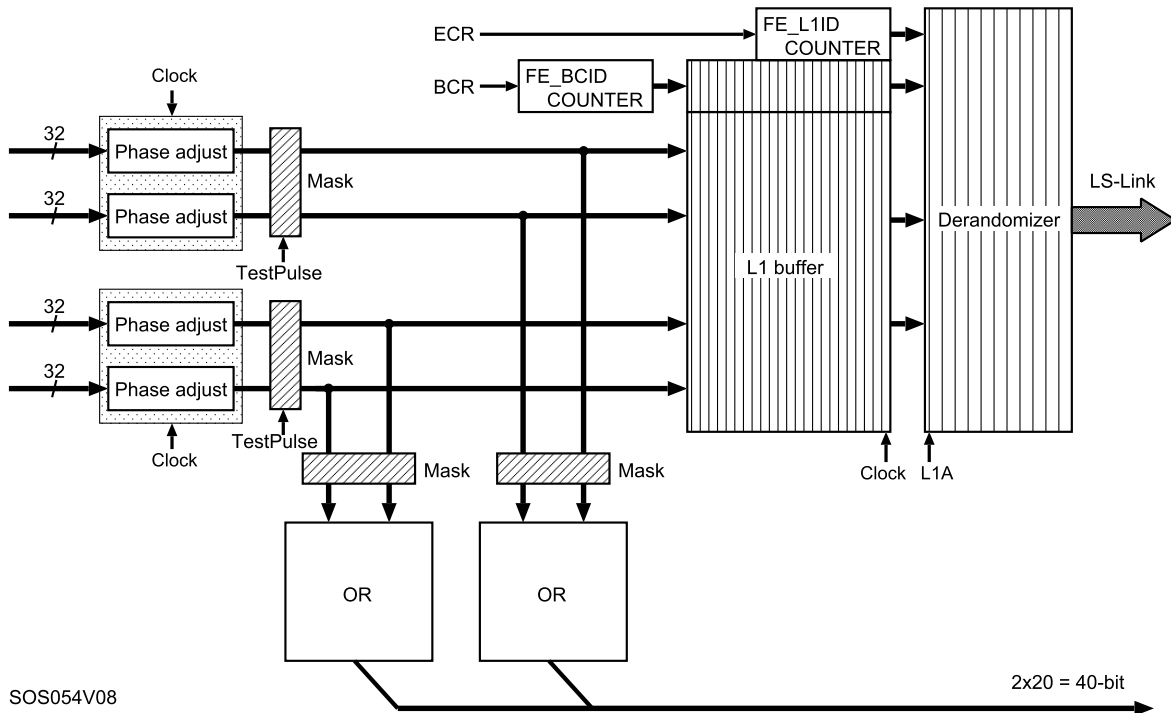 ECR
FE_L1ID
COUNTER
BCR
FE_BCID
COUNTER
Clock
32
Phase adjust
Mask
32
Phase adjust
TestPulse
LS-Link
Derandomizer
L1 buffer
32
Phase adjust
Mask
32
Phase adjust
TestPulse
Clock
Mask
Mask
Clock
L1A
OR
OR
2x20 = 40-bit
SOS054V08